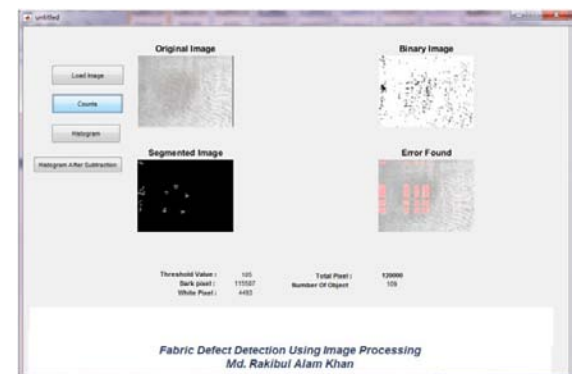 untitled
Original Image
Binary Image
Load Image
Counts
Histogram
Histogram After Subtraction
Segmented Image
Error Found
Threshold Value : 105
Total Pixel : 120000
Dark pixel :
Number Of Object 109
White Pixel : 4493
Fabric Defect Detection Using Image Processing
Md. Rakibul Alam Khan